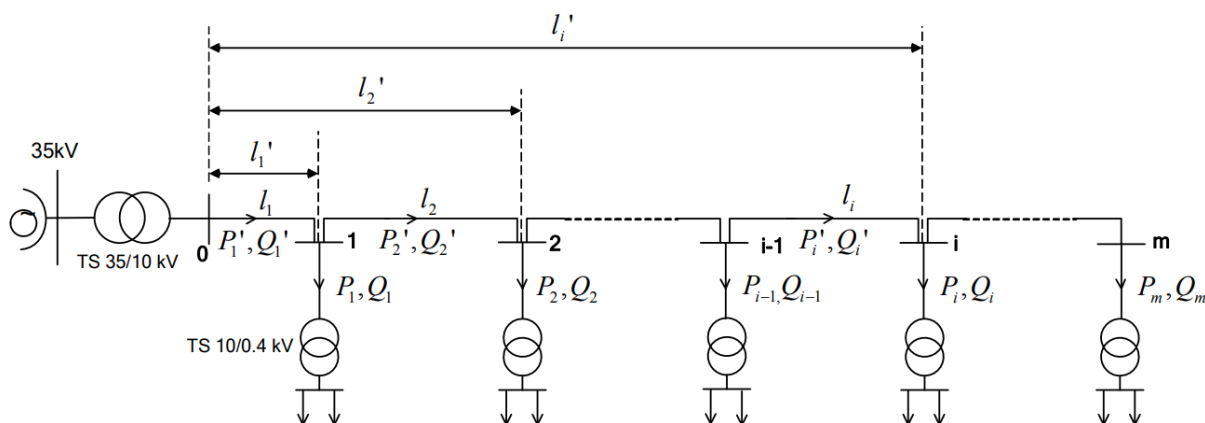 l_i'
l_2'
35kV
l_1'
l_1
l_2
l_i
0
P_1', Q_1'
1
P_2', Q_2'
2
i-1
P_i', Q_i'
i
m
TS 35/10 kV
P_1, Q_1
P_2, Q_2
P_{i-1,} Q_{i-1}
P_i, Q_i
P_m, Q_m
TS 10/0.4 kV